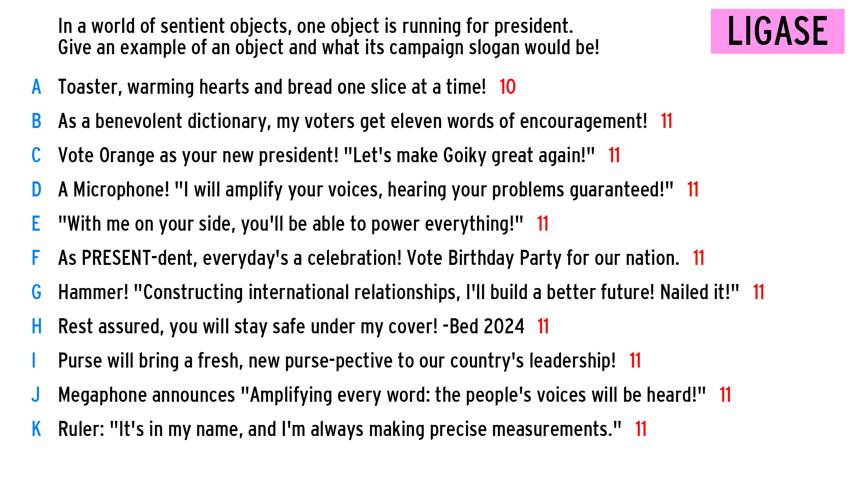 In a world of sentient objects, one object is running for president.
Give an example of an object and what its campaign slogan would be!
LIGASE
A Toaster, warming hearts and bread one slice at a time! 10
B As a benevolent dictionary, my voters get eleven words of encouragement! 11
C Vote Orange as your new president! "Let's make Goiky great again!" 11
D A Microphone! "I will amplify your voices, hearing your problems guaranteed!" 11
E "With me on your side, you'll be able to power everything!" 11
F As PRESENT-dent, everyday's a celebration! Vote Birthday Party for our nation. 11
G Hammer! "Constructing international relationships, I'll build a better future! Nailed it!" 11
H Rest assured, you will stay safe under my cover! -Bed 2024 11
I Purse will bring a fresh, new purse-pective to our country's leadership! 11
J Megaphone announces "Amplifying every word: the people's voices will be heard!" 11
K Ruler: "It's in my name, and I'm always making precise measurements." 11